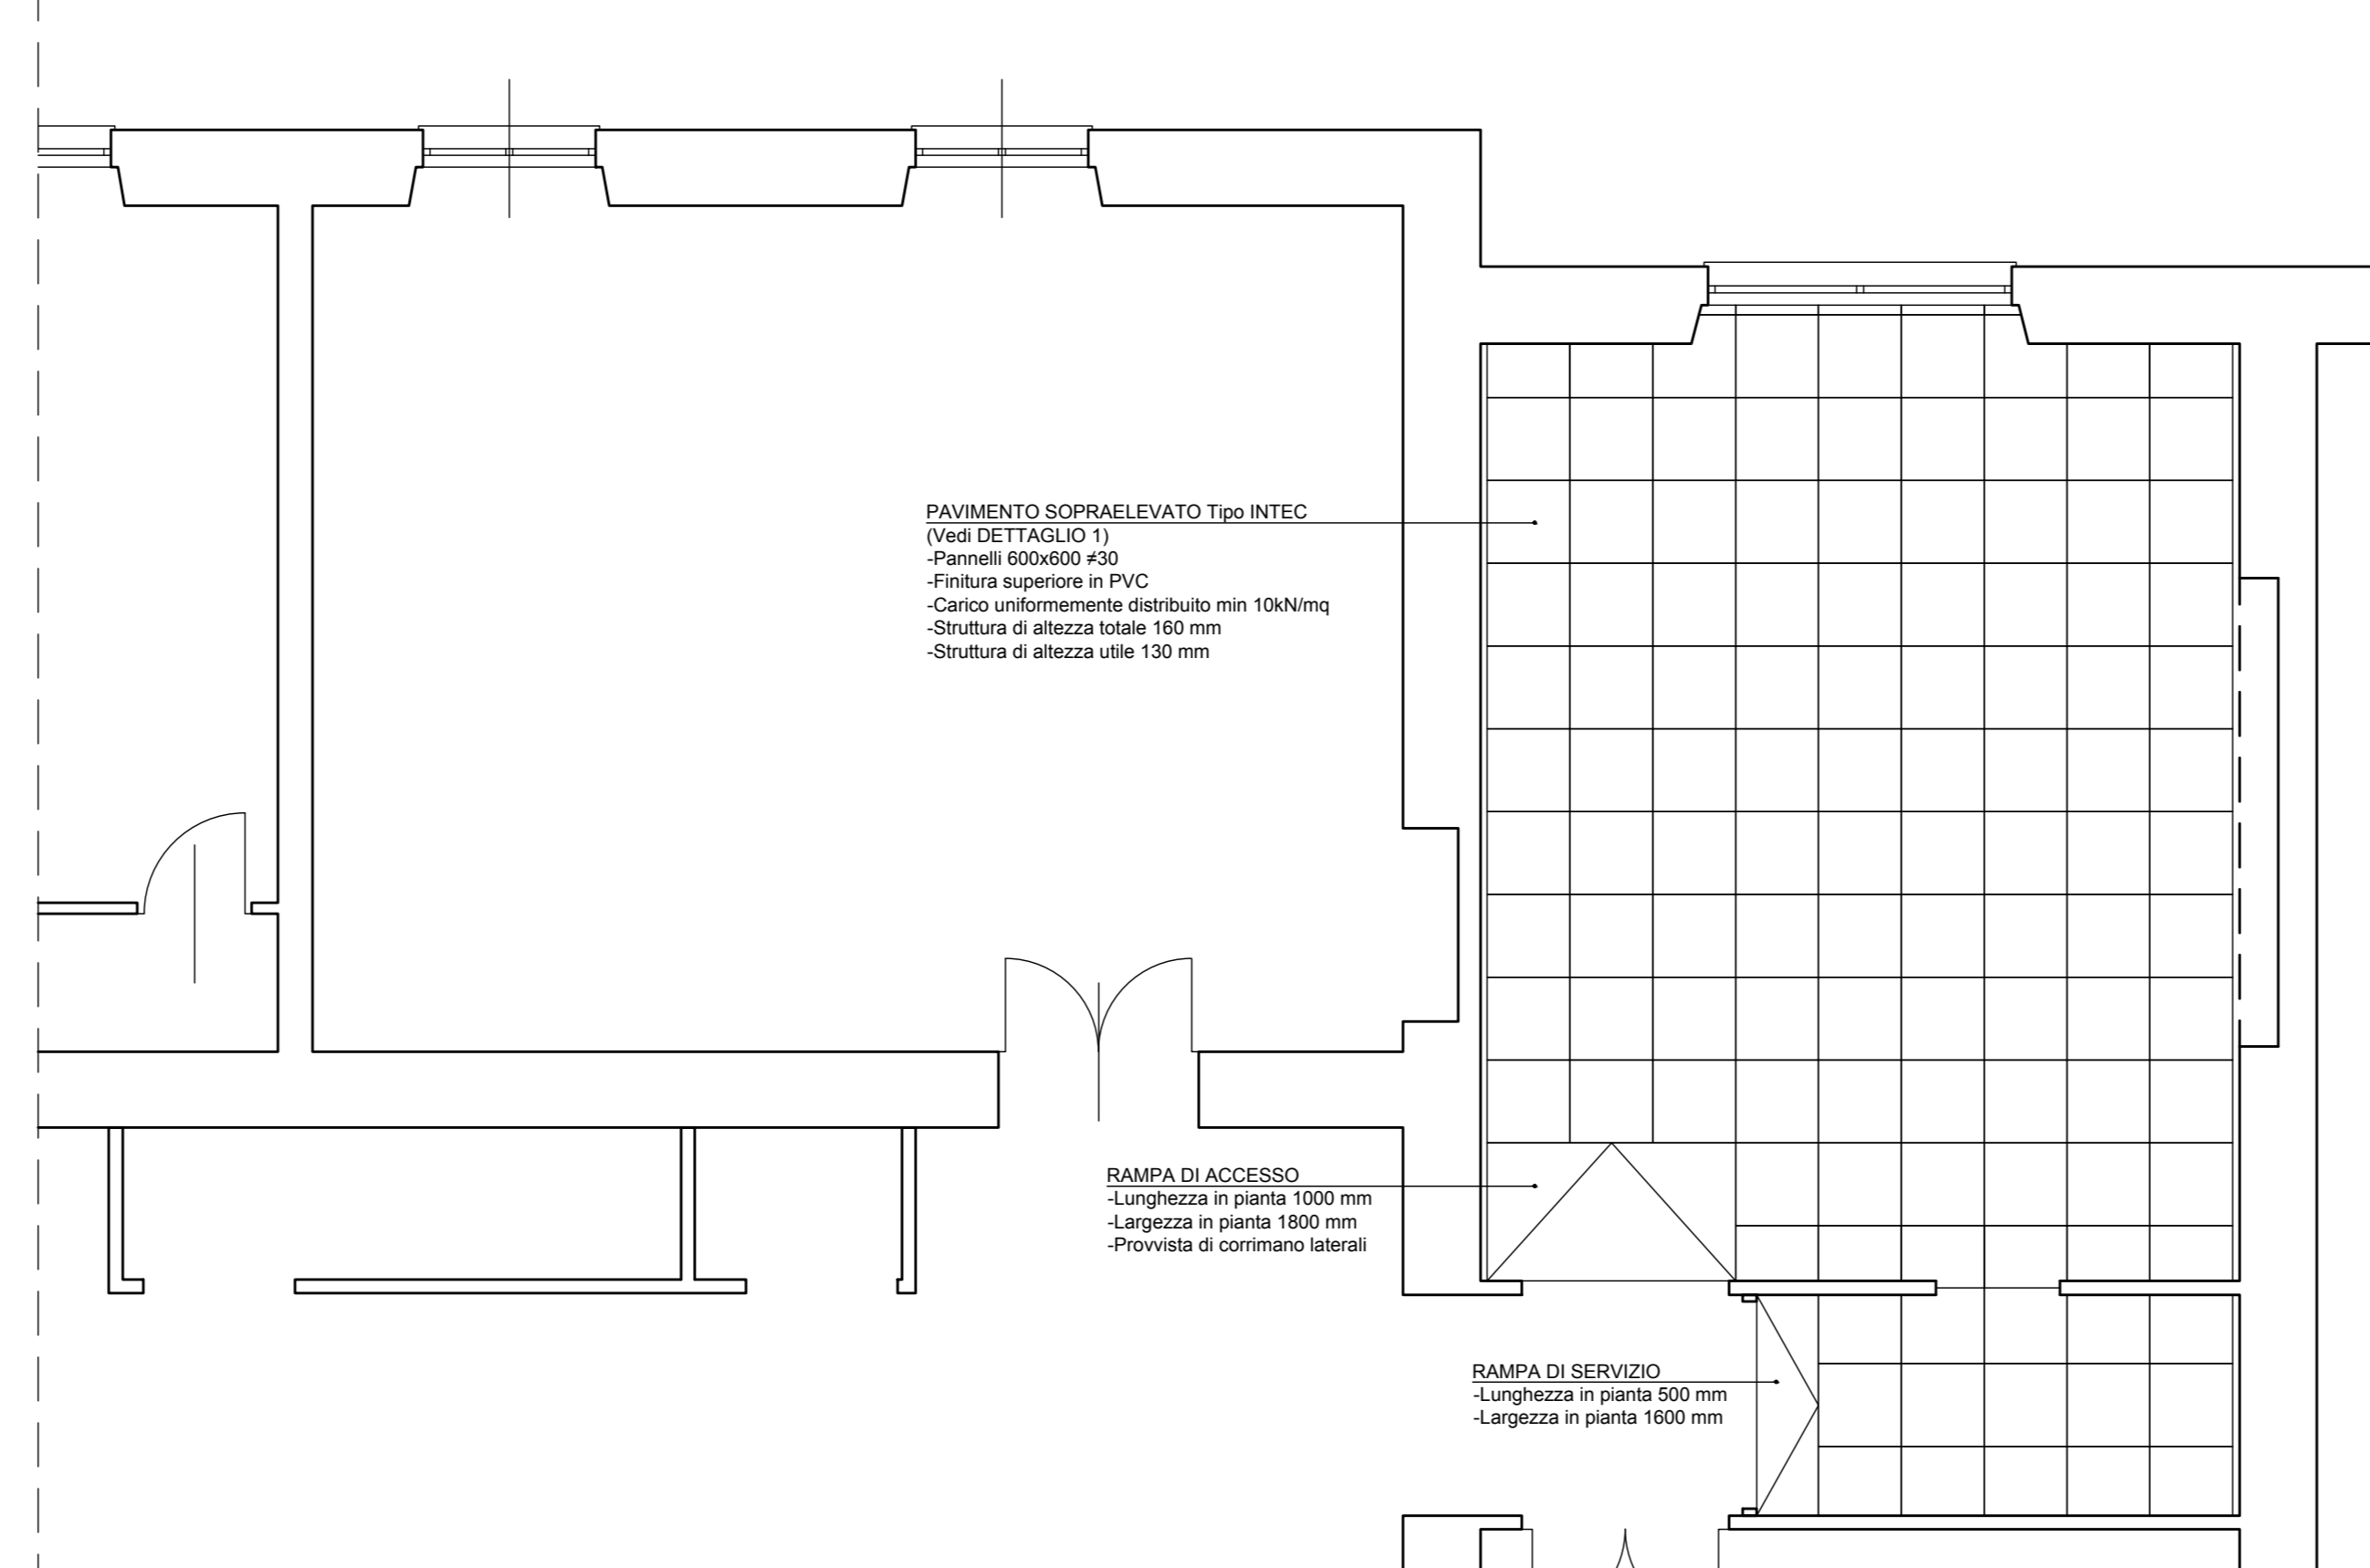 PAVIMENTO SOPRAELEVATO Tipo INTEC
(Vedi DETTAGLIO 1)
-Pannelli 600x600 ≠30
-Finitura superiore in PVC
-Carico uniformemente distribuito min 10kN/mq
-Struttura di altezza totale 160 mm
-Struttura di altezza utile 130 mm
RAMPA DI ACCESSO
-Lunghezza in pianta 1000 mm
-Largezza in pianta 1800 mm
-Provvista di corrimano laterali
RAMPA DI SERVIZIO
-Lunghezza in pianta 500 mm
-Largezza in pianta 1600 mm